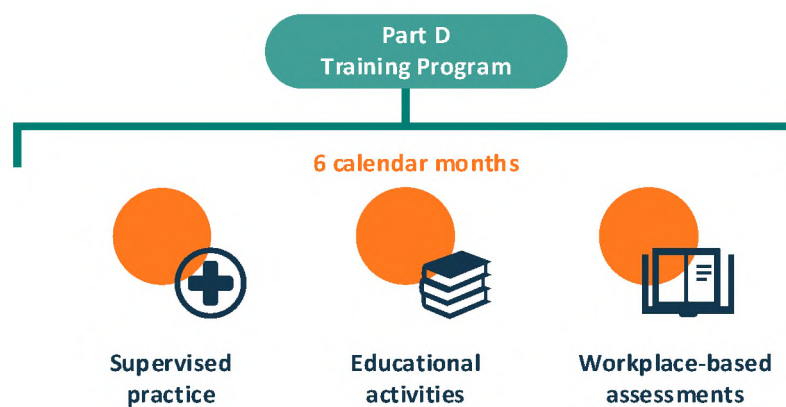 Part D
Training Program
6 calendar months
Supervised
practice
Educational
activities
Workplace-based
assessments